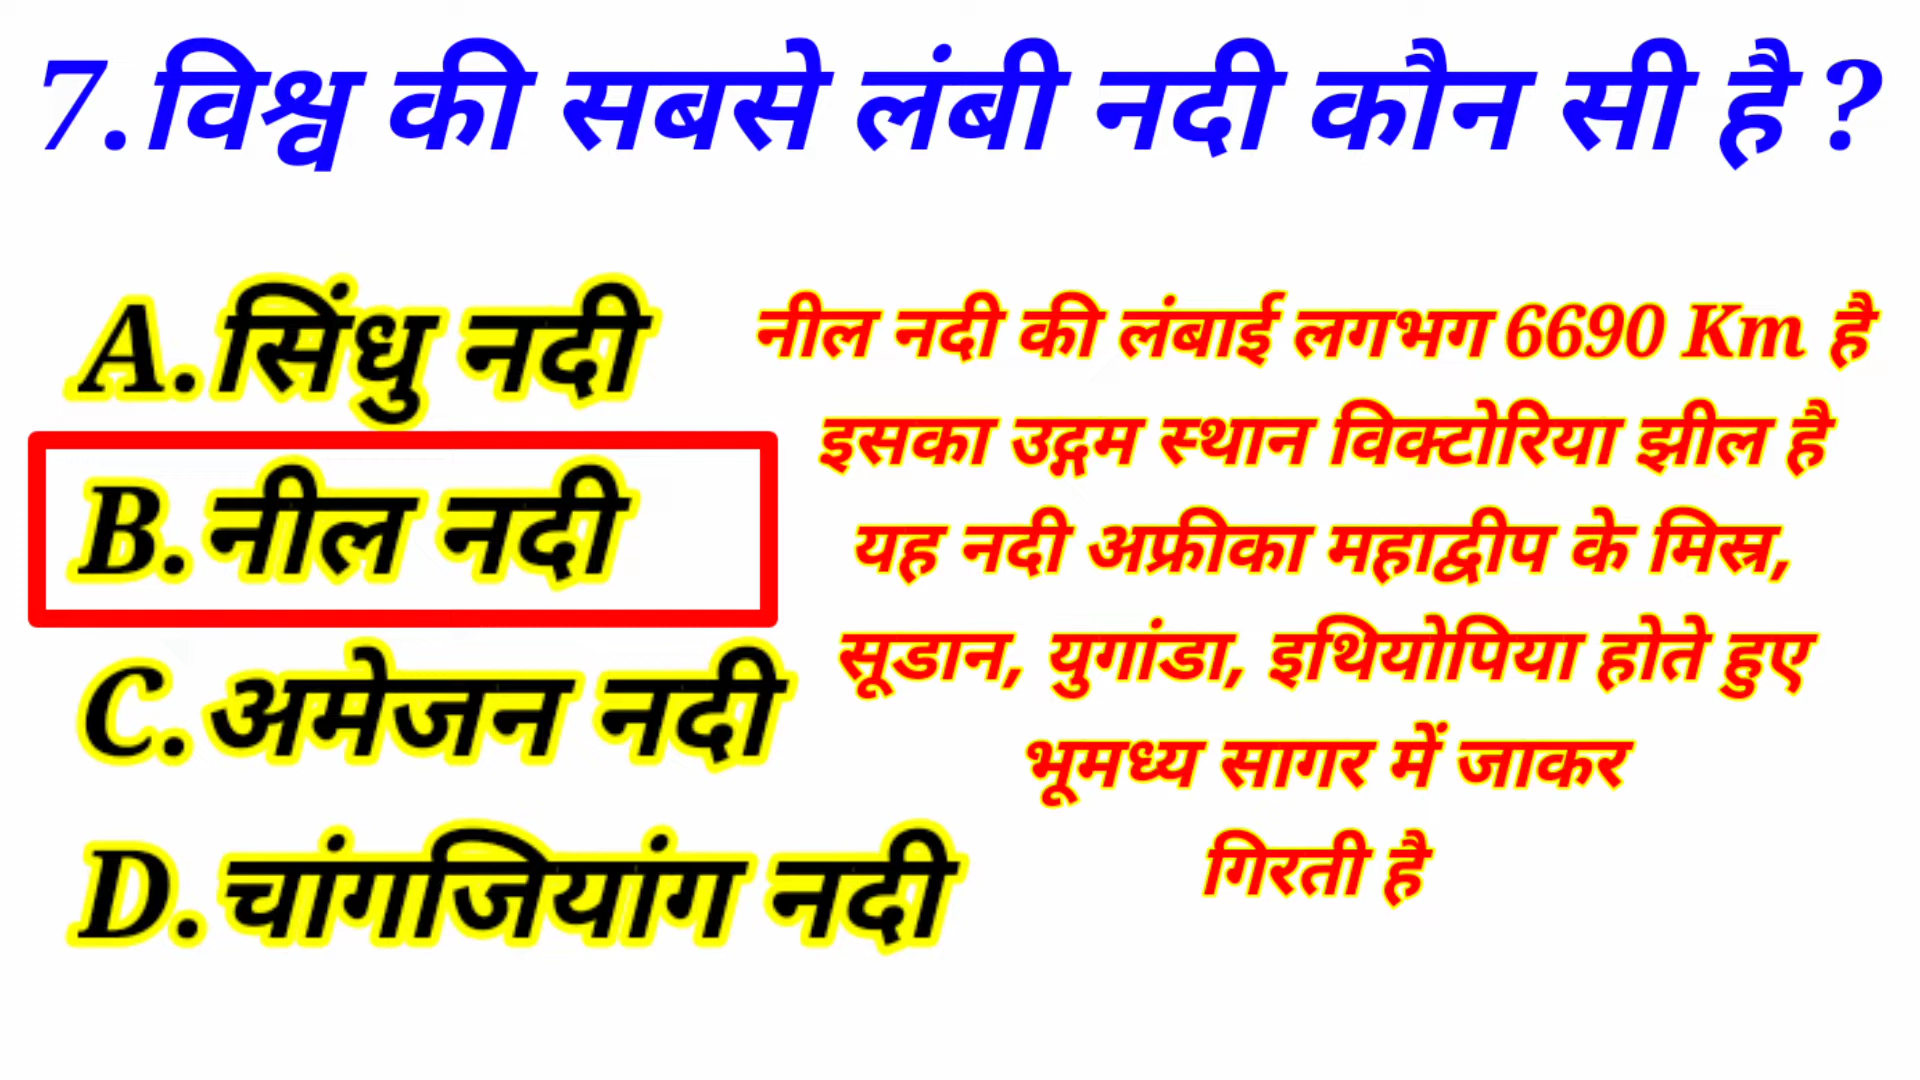 7.विश्व की सबसे लंबी नदी कौन सी है ?
A.सिंधु नदी
B.नील नदी
C.अमेजन नदी
D.चांगजियांग नदी
नील नदी की लंबाई लगभग 6690 Km है
इसका उद्गम स्थान विक्टोरिया झील है
यह नदी अफ्रीका महाद्वीप के मिस्र,
सूडान, युगांडा, इथियोपिया होते हुए
भूमध्य सागर में जाकर
गिरती है